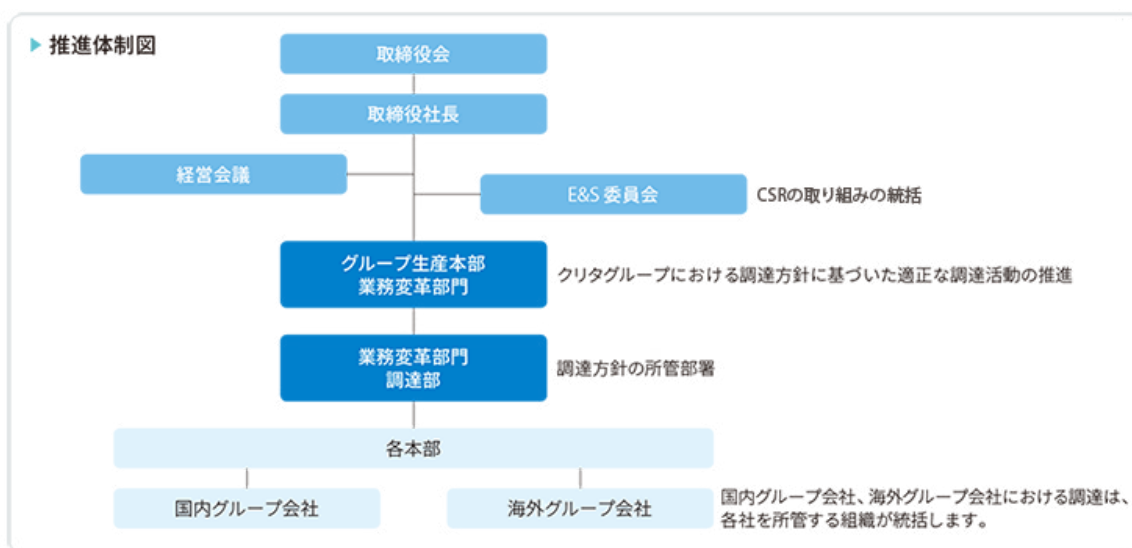 推進体制図
取締役会
取締役社長
経営会議
E&S 委員会
CSRの取り組みの統括
グループ生産本部
業務変革部門
クリタグループにおける調達方針に基づいた適正な調達活動の推進
業務変革部門
調達部
調達方針の所管部署
各本部
国内グループ会社
海外グループ会社
国内グループ会社、海外グループ会社における調達は、
各社を所管する組織が統括します。